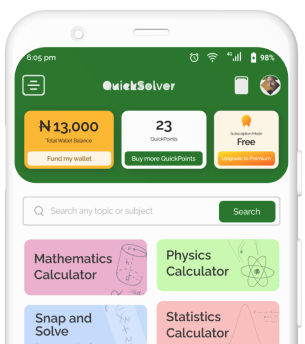 6:05 pm 4G 98%
QuickSolver
₦ 13,000
Total Wallet Balance
Fund my wallet
23
QuickPoints
Buy more QuickPoints
Subscription Mode
Free
Upgrade to Premium
Search any topic or subject
Search
Mathematics
Calculator
Physics
Calculator
Snap and
Solve
Statistics
Calculator